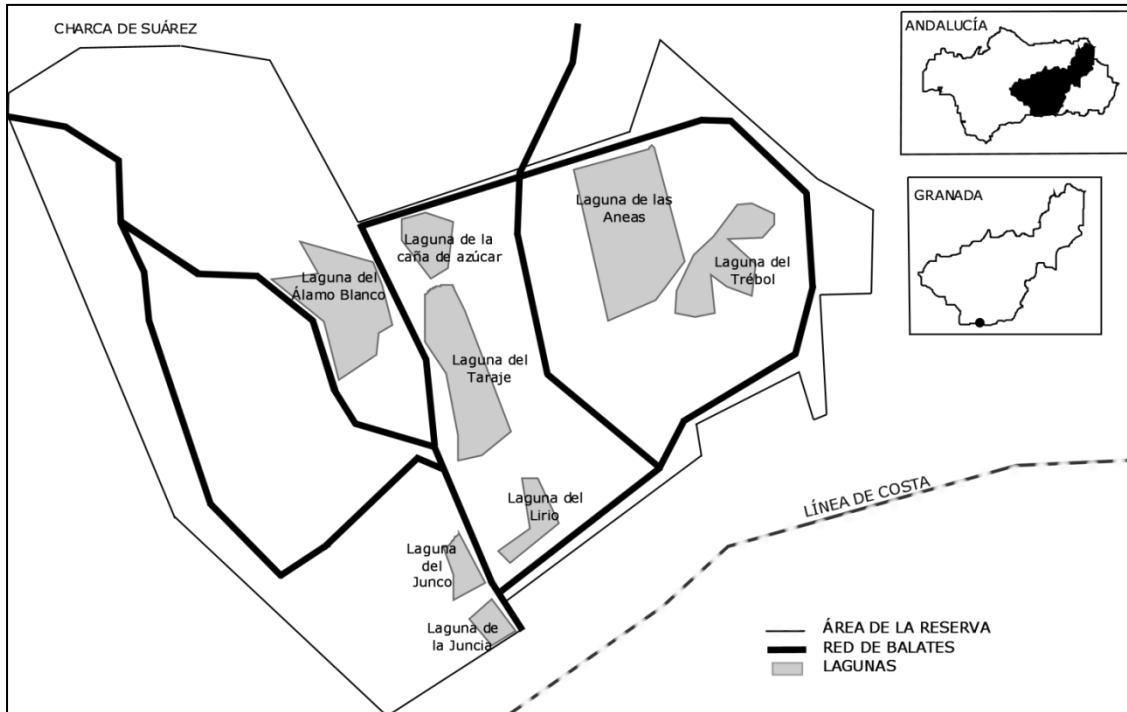 CHARCA DE SUÁREZ
ANDALUCÍA
GRANADA
Laguna de las
Aneas
Laguna de la
caña de azúcar
Laguna del
Trébol
Laguna del
Álamo Blanco
Laguna del
Taraje
Laguna del
Lirio
LÍNEA DE COSTA
Laguna
del
Junco
Laguna de
la Juncia
ÁREA DE LA RESERVA
RED DE BALATES
LAGUNAS